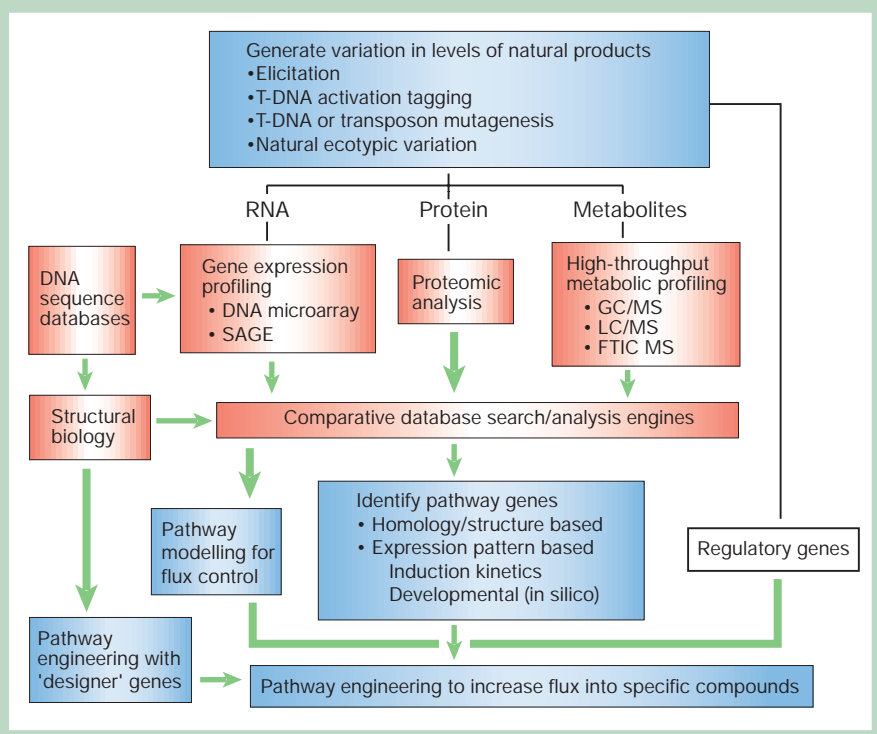 Generate variation in levels of natural products
•Elicitation
•T-DNA activation tagging
•T-DNA or transposon mutagenesis
•Natural ecotypic variation
RNA
Protein
Metabolites
DNA
sequence
databases
Gene expression
profiling
• DNA microarray
• SAGE
Proteomic
analysis
High-throughput
metabolic profiling
• GC/MS
• LC/MS
• FTIC MS
Structural
biology
Comparative database search/analysis engines
Pathway
modelling for
flux control
Identify pathway genes
• Homology/structure based
• Expression pattern based
Induction kinetics
Developmental (in silico)
Regulatory genes
Pathway
engineering with
'designer' genes
Pathway engineering to increase flux into specific compounds